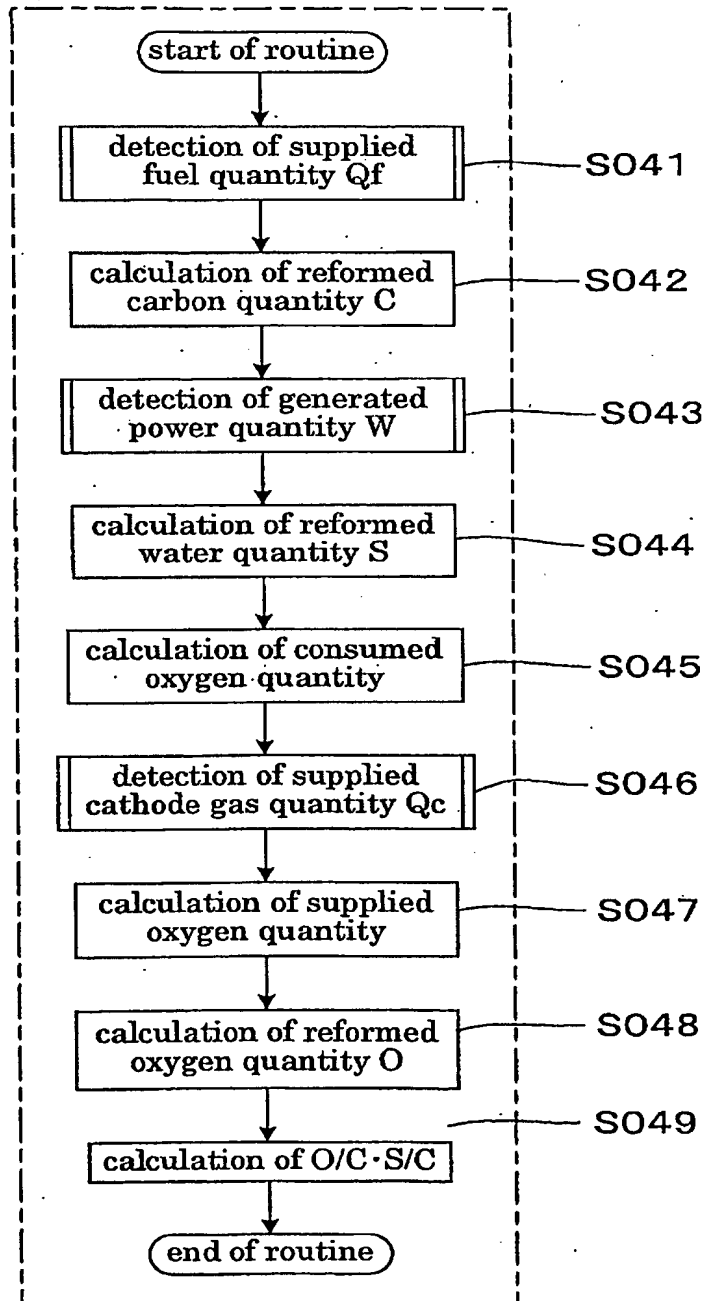 start of routine
detection of supplied
fuel quantity Qf
S041
calculation of reformed
carbon quantity C
S042
detection of generated
power quantity W
S043
calculation of reformed
water quantity S
S044
calculation of consumed
oxygen quantity
S045
detection of supplied
cathode gas quantity Qc
S046
calculation of supplied
oxygen quantity
S047
calculation of reformed
oxygen quantity O
S048
S049
calculation of O/C·S/C
end of routine